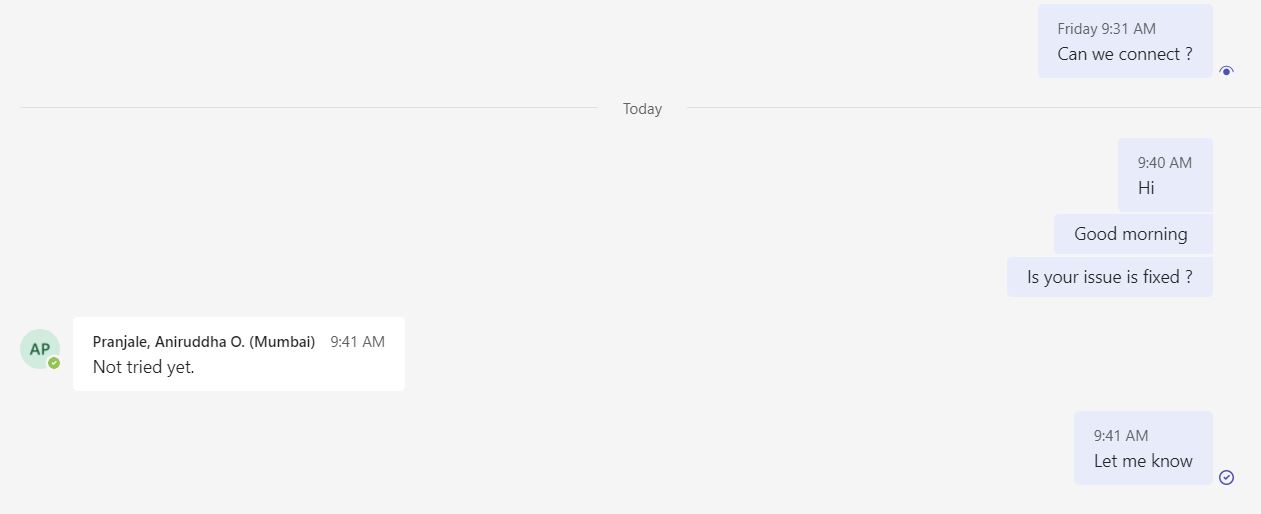 Friday 9:31 AM
Can we connect ?
Today
9:40 AM
Hi
Good morning
Is your issue is fixed ?
AP
Pranjale, Aniruddha O. (Mumbai) 9:41 AM
Not tried yet.
9:41 AM
Let me know